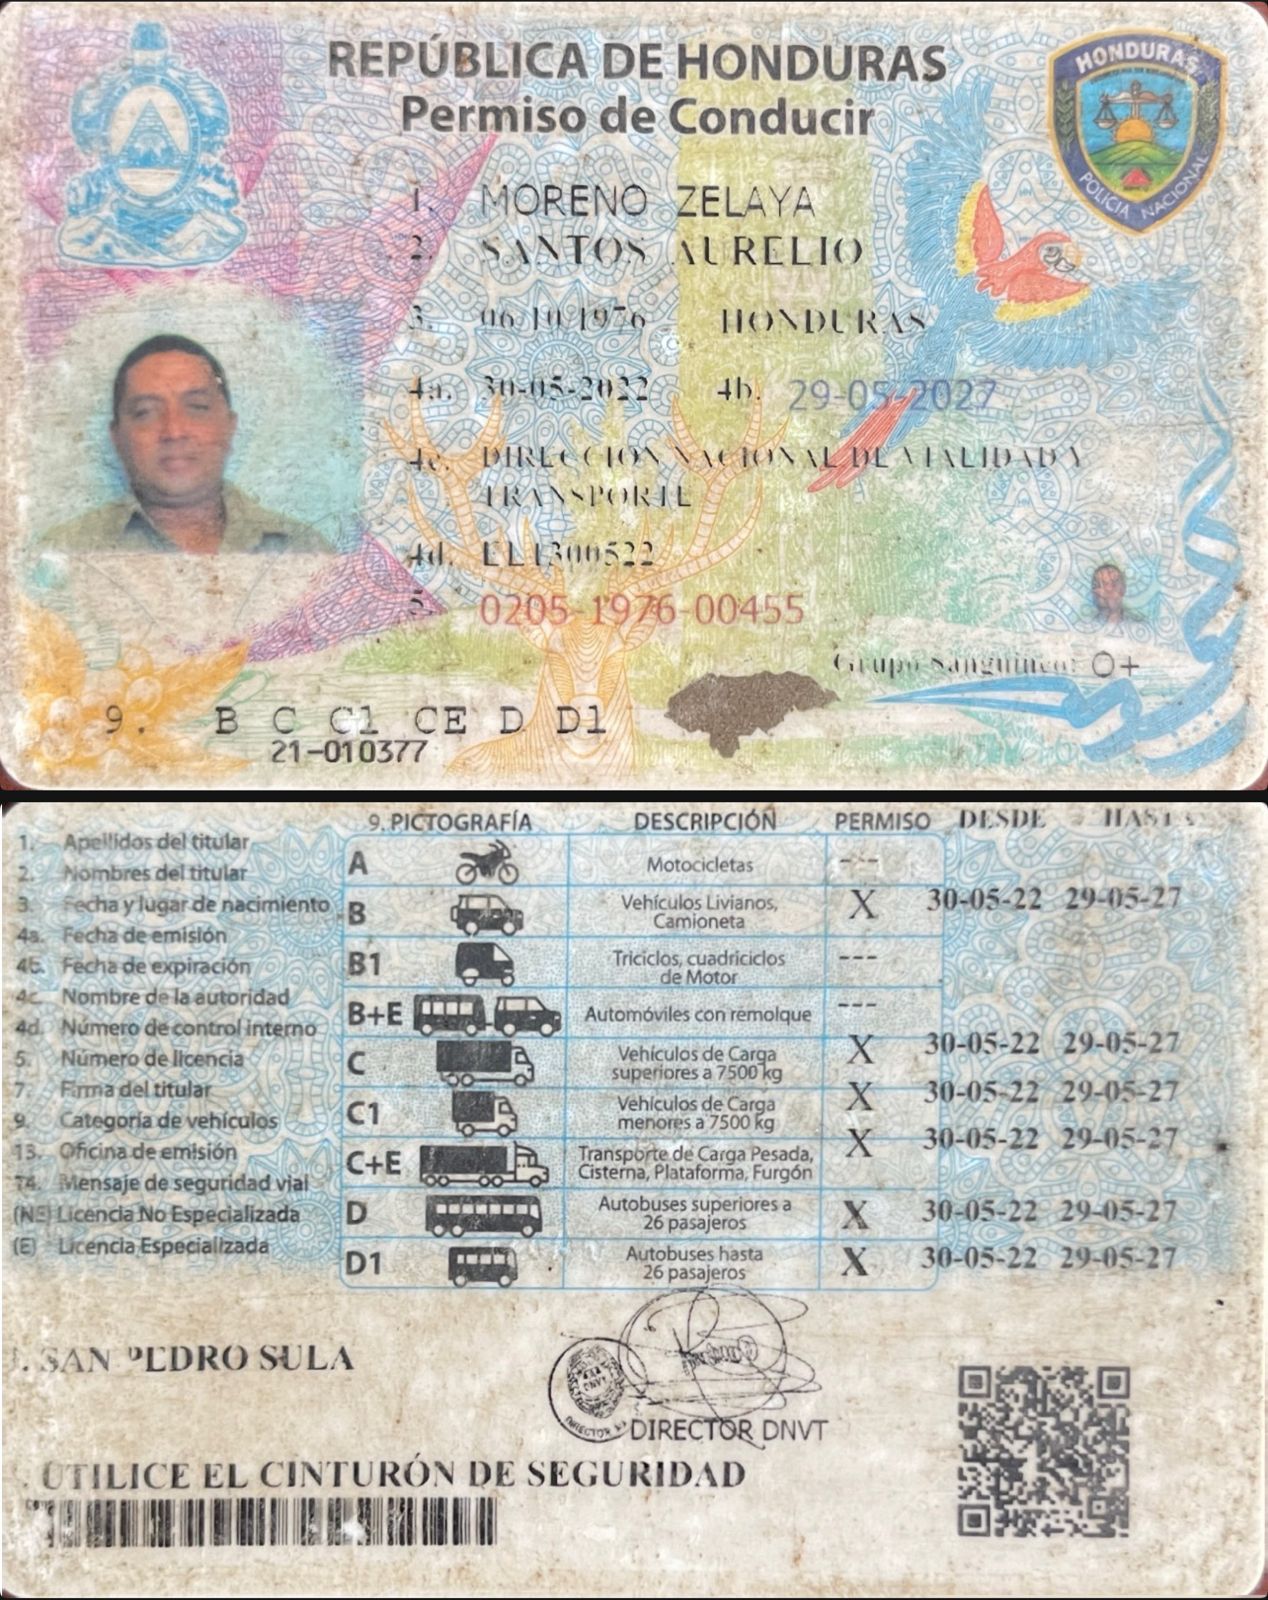 REPÚBLICA DE HONDURAS
Permiso de Conducir
HONDURAS
POLICIA NACIONAL
1. MORENO ZELAYA
2. SANTOS AURELIO
3. 06 10 1976 HONDURAS
4a. 30-05-2022 4b. 29-05-2027
4c. DIRECCION NACIONAL DE VIALIDAD Y
TRANSPORTE
4d. EL1300522
5. 0205-1976-00455
Grupo Sanguineo: O+
9. B C C1 CE D D1
21-010377
9. PICTOGRAFÍA DESCRIPCIÓN PERMISO DESDE HASTA
1. Apellidos del titular
2. Nombres del titular
3. Fecha y lugar de nacimiento
4a. Fecha de emisión
4b. Fecha de expiración
4c. Nombre de la autoridad
4d. Número de control interno
5. Número de licencia
7. Firma del titular
9. Categoría de vehículos
13. Oficina de emisión
14. Mensaje de seguridad vial
(NE) Licencia No Especializada
(E) Licencia Especializada
A Motocicletas ---
B Vehículos Livianos, X 30-05-22 29-05-27
Camioneta
B1 Triciclos, cuadriciclos ---
de Motor
B+E Automóviles con remolque ---
C Vehículos de Carga X 30-05-22 29-05-27
superiores a 7500 kg
C1 Vehículos de Carga X 30-05-22 29-05-27
menores a 7500 kg
C+E Transporte de Carga Pesada, X 30-05-22 29-05-27
Cisterna, Plataforma, Furgón
D Autobuses superiores a X 30-05-22 29-05-27
26 pasajeros
D1 Autobuses hasta X 30-05-22 29-05-27
26 pasajeros
SAN PEDRO SULA
DIRECTOR DNVT
UTILICE EL CINTURÓN DE SEGURIDAD